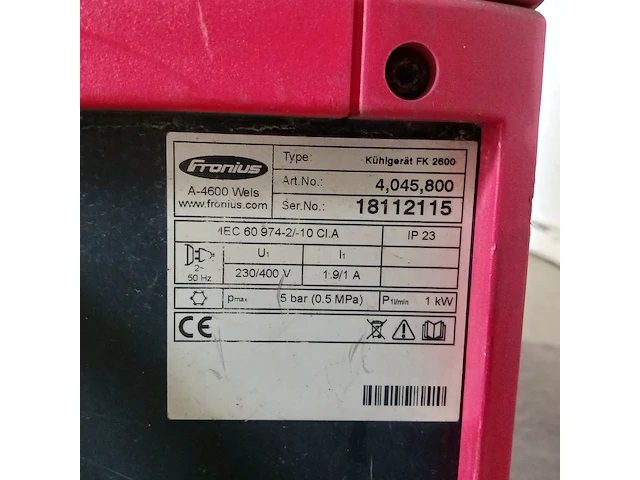 Fronius
A-4600 Wels
www.fronius.com
Type: Kühlgerät FK 2600
Art.No.: 4,045,800
Ser.No.: 18112115
IEC 60 974-2/-10 Cl.A IP 23
2~
50 Hz
U1 I1
230/400 V 1.9/1 A
pmax 5 bar (0.5 MPa) P1l/min 1 kW
CE